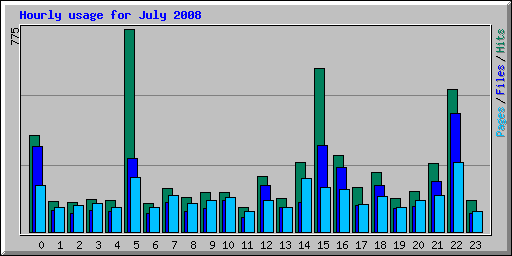 Hourly usage for July 2008
775
Pages / Files / Hits
0 1 2 3 4 5 6 7 8 9 10 11 12 13 14 15 16 17 18 19 20 21 22 23